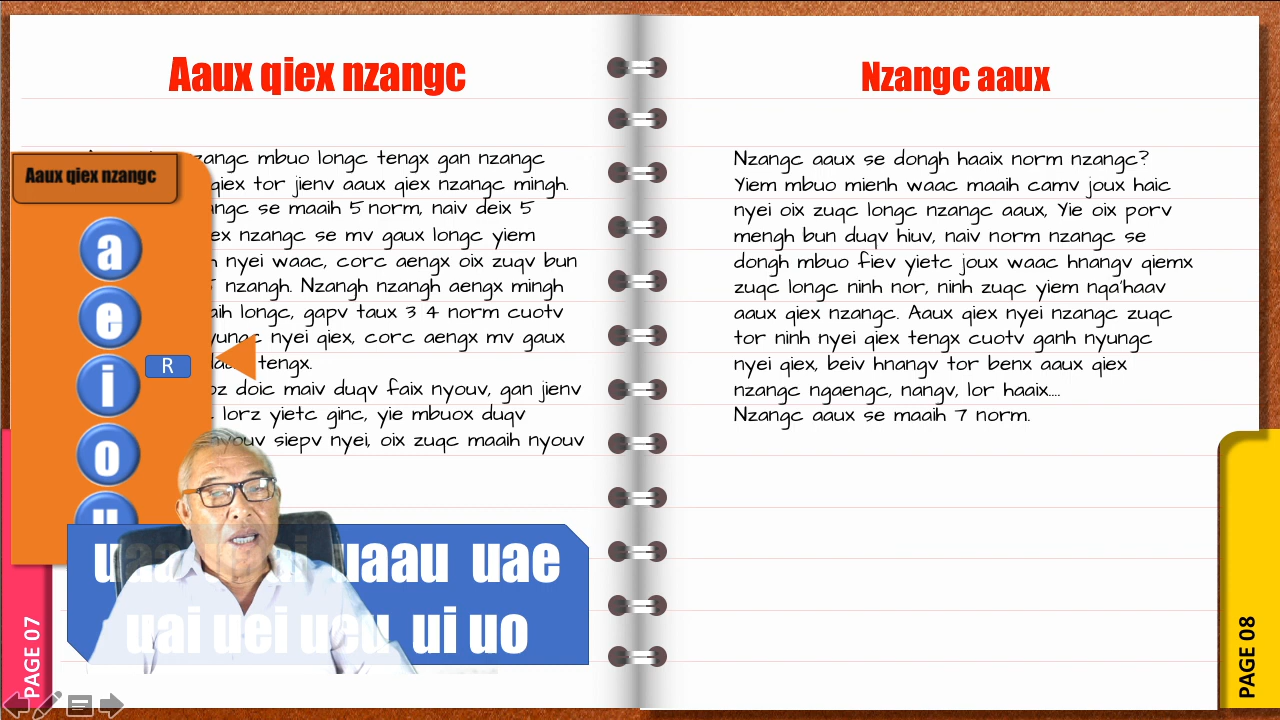 Aaux qiex nzangc
mbuo longc tengx gan nzangc
qiex tor jienv aaux qiex nzangc mingh.
se maaih 5 norm, naiv deix 5
nzangc se mv gaux longc yiem
nyei waac, corc aengx oix zuqv bun
nzangh. Nzangh nzangh aengx mingh
longc, gapv taux 3 4 norm cuotv
nyei qiex, corc aengx mv gaux
tengx.
doic maiv duqv faix nyouv, gan jienv
lorz yietc ginc, yie mbuox duqv
siepv nyei, oix zuqc maaih nyouv
Aaux qiex nzangc
a
e
i
o
R
uaau uae
uai uei ueu ui uo
PAGE 07
Nzangc aaux
Nzangc aaux se dongh haaix norm nzangc?
Yiem mbuo mienh waac maaih camv joux haic
nyei oix zuqc longc nzangc aaux, Yie oix porv
mengh bun duqv hiuv, naiv norm nzangc se
dongh mbuo fiev yietc joux waac hnangv qiemx
zuqc longc ninh nor, ninh zuqc yiem nqa'haav
aaux qiex nzangc. Aaux qiex nyei nzangc zuqc
tor ninh nyei qiex tengx cuotv ganh nyungc
nyei qiex, beiv hnangv tor benx aaux qiex
nzangc ngaengc, nangv, lor haaix....
Nzangc aaux se maaih 7 norm.
PAGE 08